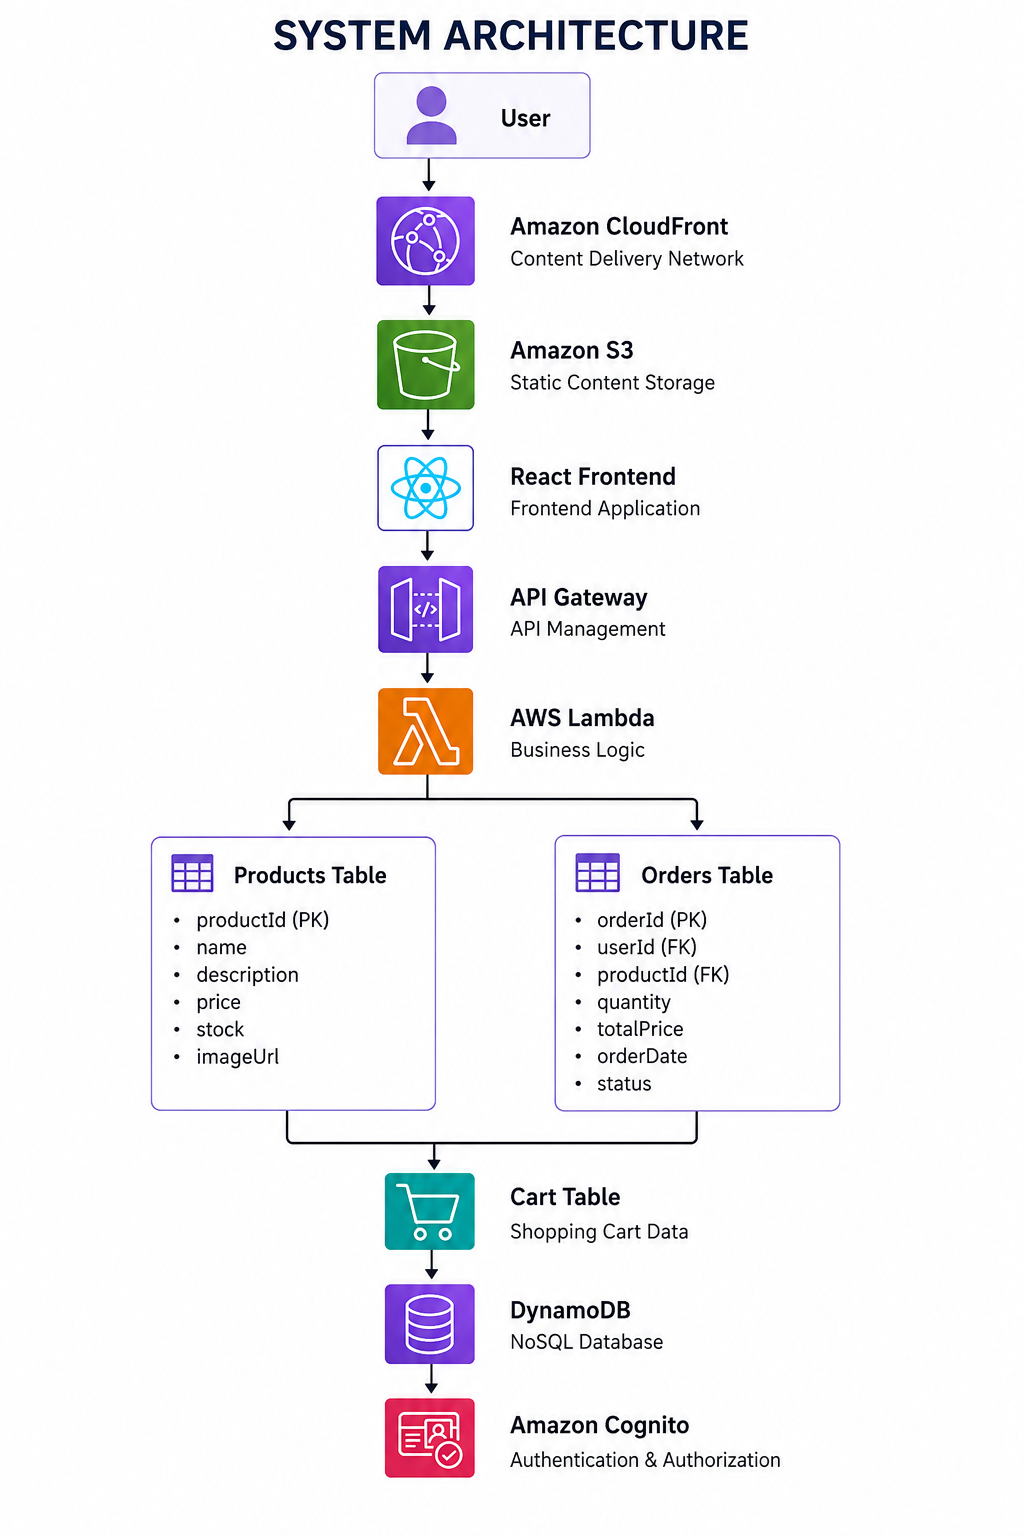 SYSTEM ARCHITECTURE
User
Amazon CloudFront
Content Delivery Network
Amazon S3
Static Content Storage
React Frontend
Frontend Application
</>
API Gateway
API Management
AWS Lambda
Business Logic
Products Table
• productId (PK)
• name
• description
• price
• stock
• imageUrl
Orders Table
• orderId (PK)
• userId (FK)
• productId (FK)
• quantity
• totalPrice
• orderDate
• status
Cart Table
Shopping Cart Data
DynamoDB
NoSQL Database
Amazon Cognito
Authentication & Authorization